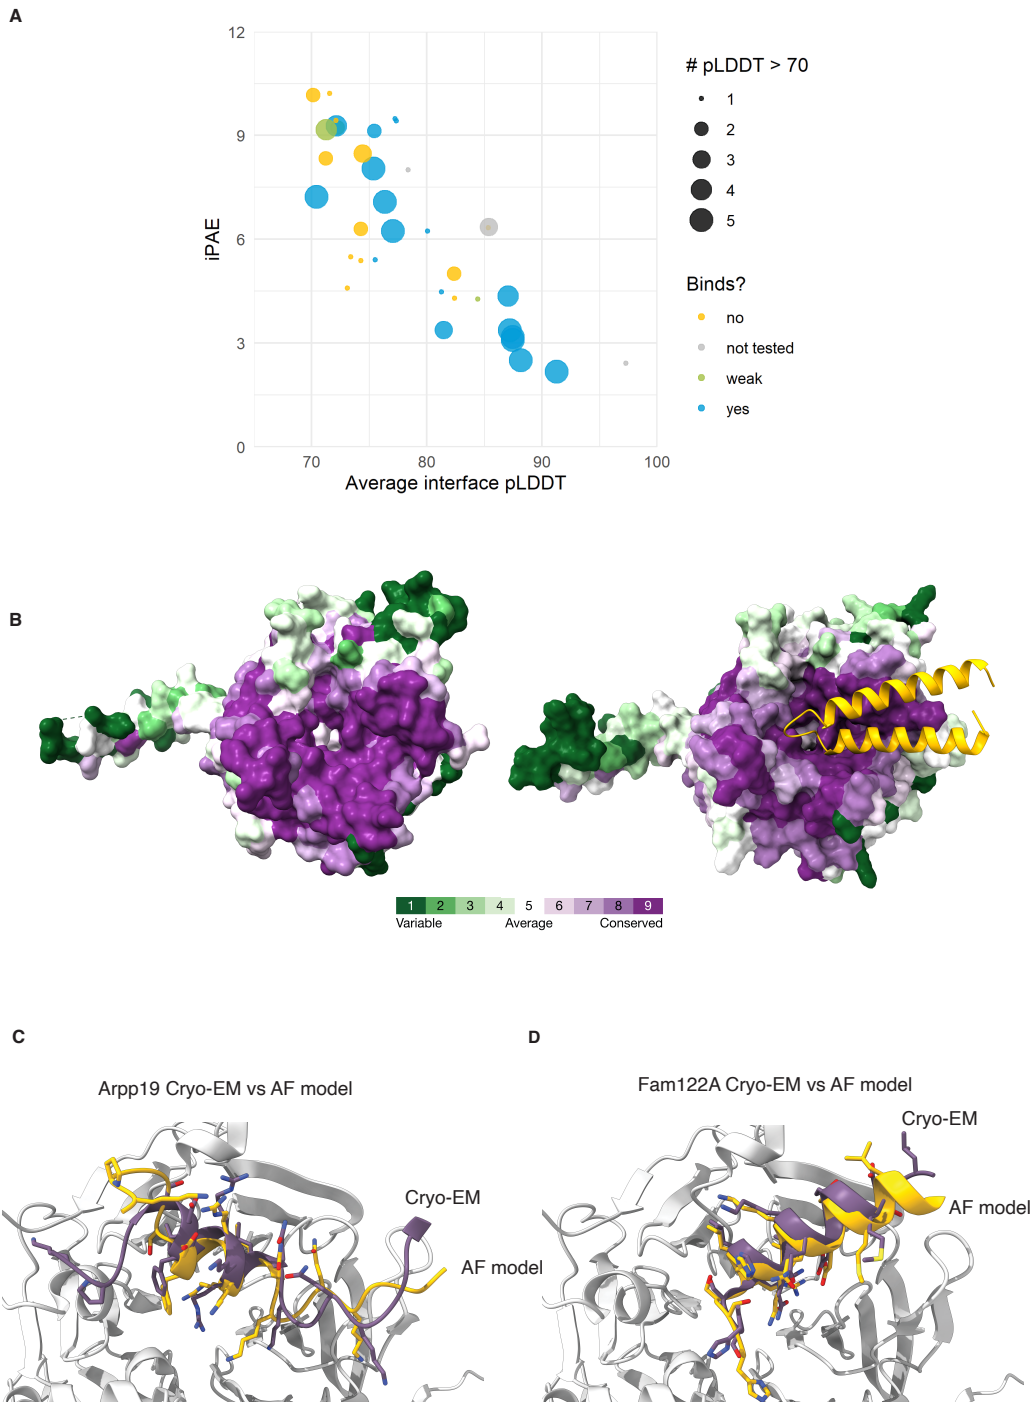 A
12
9
6
3
0
iPAE
70
80
90
100
Average interface pLDDT
# pLDDT > 70
1
2
3
4
5
Binds?
no
not tested
weak
yes
B
1 2 3 4 5 6 7 8 9
Variable Average Conserved
C
Arpp19 Cryo-EM vs AF model
Cryo-EM
AF model
D
Fam122A Cryo-EM vs AF model
Cryo-EM
AF model